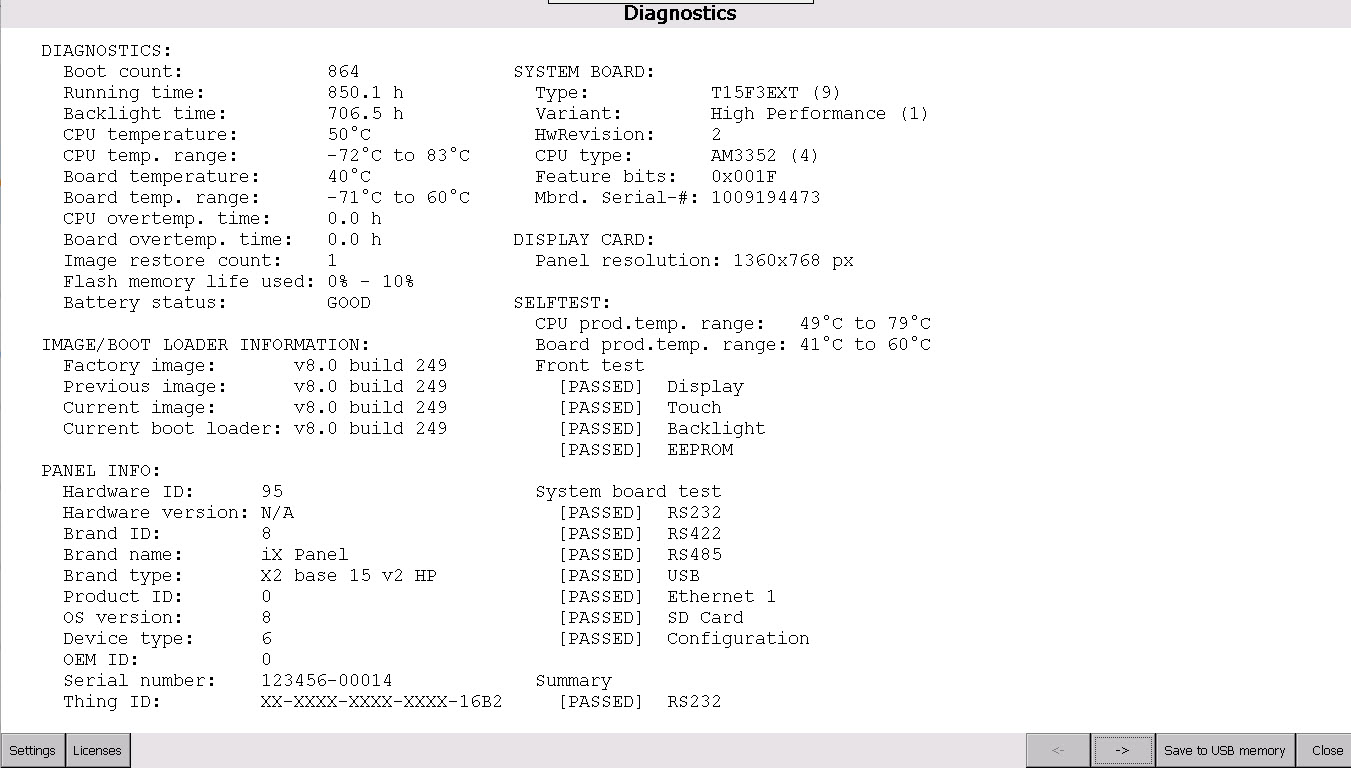 Diagnostics
DIAGNOSTICS:
Boot count: 864
Running time: 850.1 h
Backlight time: 706.5 h
CPU temperature: 50°C
CPU temp. range: -72°C to 83°C
Board temperature: 40°C
Board temp. range: -71°C to 60°C
CPU overtemp. time: 0.0 h
Board overtemp. time: 0.0 h
Image restore count: 1
Flash memory life used: 0% - 10%
Battery status: GOOD
IMAGE/BOOT LOADER INFORMATION:
Factory image: v8.0 build 249
Previous image: v8.0 build 249
Current image: v8.0 build 249
Current boot loader: v8.0 build 249
PANEL INFO:
Hardware ID: 95
Hardware version: N/A
Brand ID: 8
Brand name: iX Panel
Brand type: X2 base 15 v2 HP
Product ID: 0
OS version: 8
Device type: 6
OEM ID: 0
Serial number: 123456-00014
Thing ID: XX-XXXX-XXXX-XXXX-16B2
SYSTEM BOARD:
Type: T15F3EXT (9)
Variant: High Performance (1)
HwRevision: 2
CPU type: AM3352 (4)
Feature bits: 0x001F
Mbrd. Serial-#: 1009194473
DISPLAY CARD:
Panel resolution: 1360x768 px
SELFTEST:
CPU prod.temp. range: 49°C to 79°C
Board prod.temp. range: 41°C to 60°C
Front test
[PASSED] Display
[PASSED] Touch
[PASSED] Backlight
[PASSED] EEPROM
System board test
[PASSED] RS232
[PASSED] RS422
[PASSED] RS485
[PASSED] USB
[PASSED] Ethernet 1
[PASSED] SD Card
[PASSED] Configuration
Summary
[PASSED] RS232
Settings Licenses <- -> Save to USB memory Close